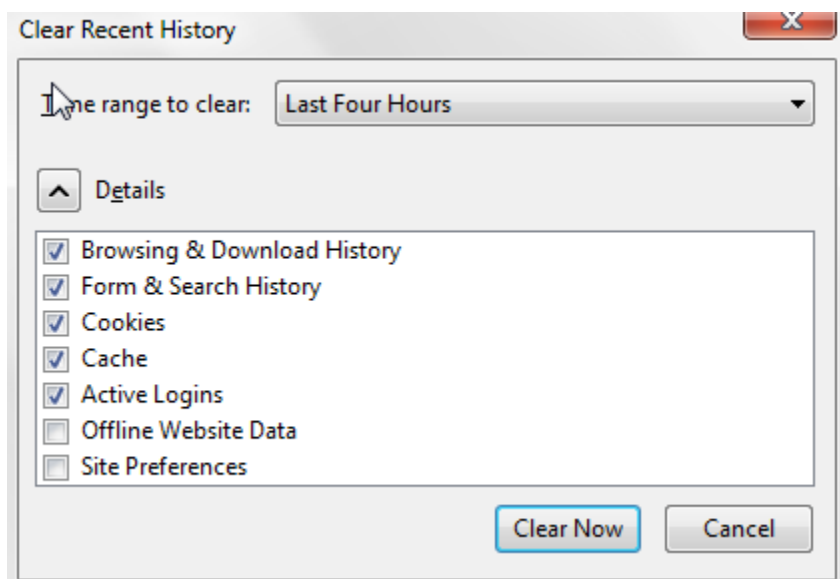 Clear Recent History
Time range to clear: Last Four Hours
Details
Browsing & Download History
Form & Search History
Cookies
Cache
Active Logins
Offline Website Data
Site Preferences
Clear Now Cancel